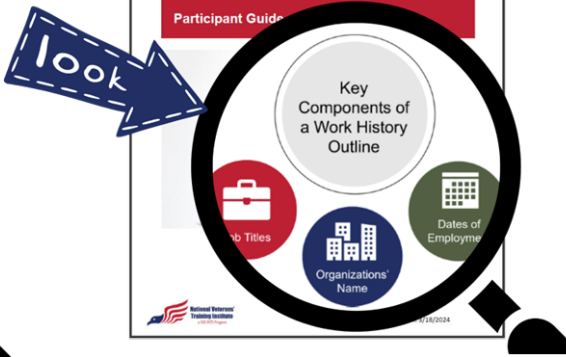 Participant Guide
look
Key
Components of
a Work History
Outline
Job Titles
Organizations'
Name
Dates of
Employme
National Veterans'
Training Institute
3/18/2024